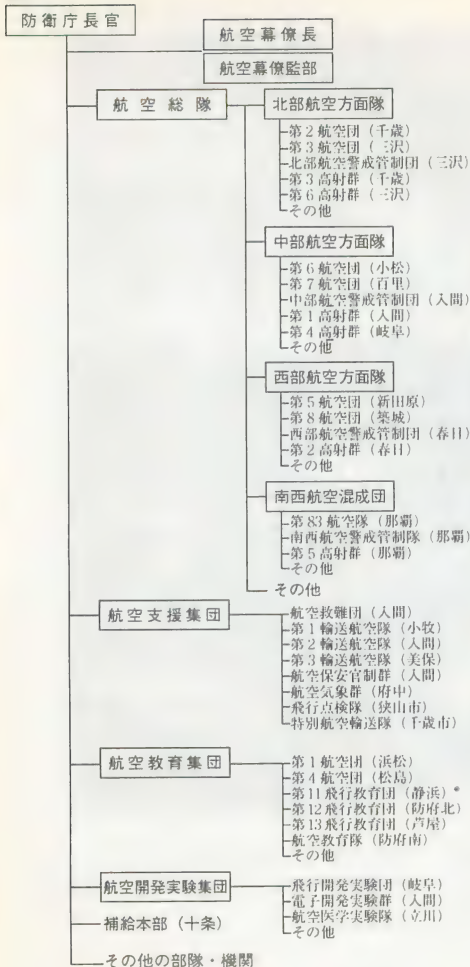 防衛庁長官
航空幕僚長
航空幕僚監部
航空総隊
北部航空方面隊
第2航空団(千歳)
第3航空団(三沢)
北部航空警戒管制団(三沢)
第3高射群(千歳)
第6高射群(三沢)
その他
中部航空方面隊
第6航空団(小松)
第7航空団(百里)
中部航空警戒管制団(入間)
第1高射群(入間)
第4高射群(岐阜)
その他
西部航空方面隊
第5航空団(新田原)
第8航空団(築城)
西部航空警戒管制団(春日)
第2高射群(春日)
その他
南西航空混成団
第83航空隊(那覇)
南西航空警戒管制隊(那覇)
第5高射群(那覇)
その他
その他
航空支援集団
航空救難団(入間)
第1輸送航空隊(小牧)
第2輸送航空隊(入間)
第3輸送航空隊(美保)
航空保安官制群(入間)
航空気象群(府中)
飛行点検隊(狭山市)
特別航空輸送隊(千歳市)
航空教育集団
第1航空団(浜松)
第4航空団(松島)
第11飛行教育団(静浜)
第12飛行教育団(防府北)
第13飛行教育団(芦屋)
航空教育隊(防府南)
その他
航空開発実験集団
飛行開発実験団(岐阜)
電子開発実験群(入間)
航空医学実験隊(立川)
その他
補給本部(十条)
その他の部隊・機関